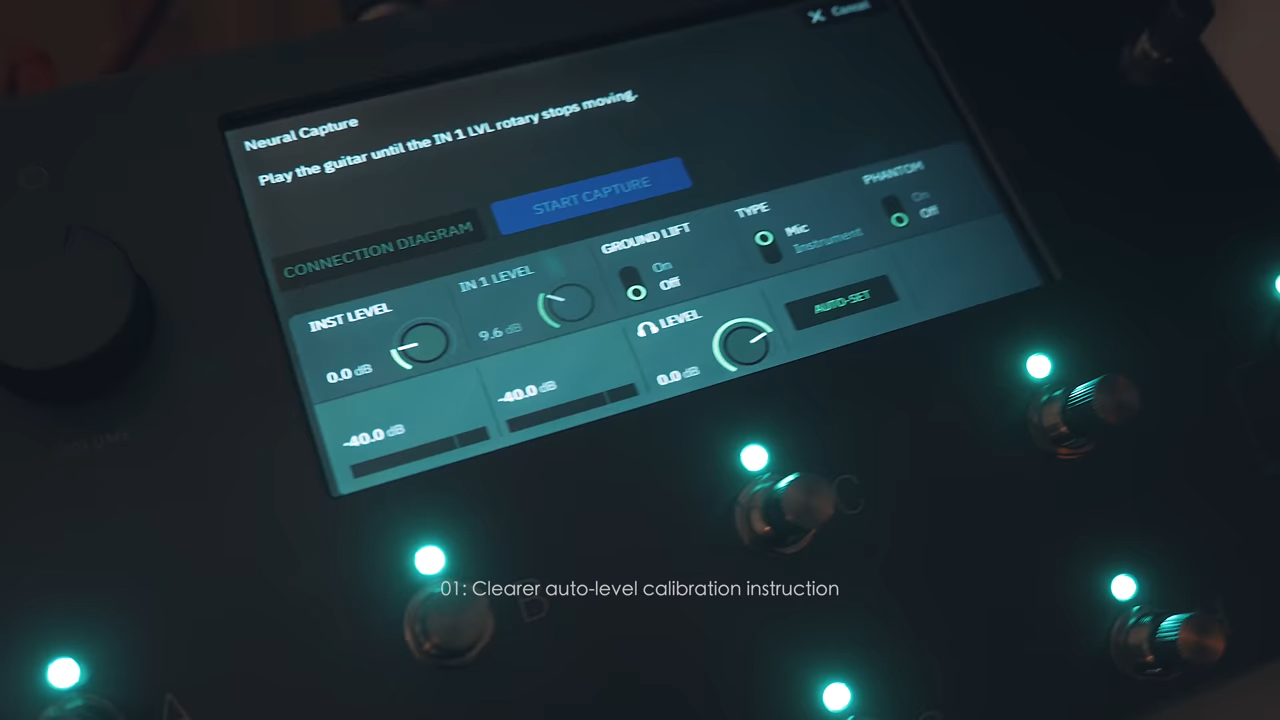 Cancel
Neural Capture
Play the guitar until the IN 1 LVL rotary stops moving.
CONNECTION DIAGRAM
START CAPTURE
INST LEVEL
0.0 dB
IN 1 LEVEL
9.6 dB
GROUND LIFT
On
Off
TYPE
Mic
Instrument
PHANTOM
On
Off
-40.0 dB
-40.0 dB
LEVEL
0.0 dB
AUTO-SET
VOLUME
01: Clearer auto-level calibration instruction
A
B
C